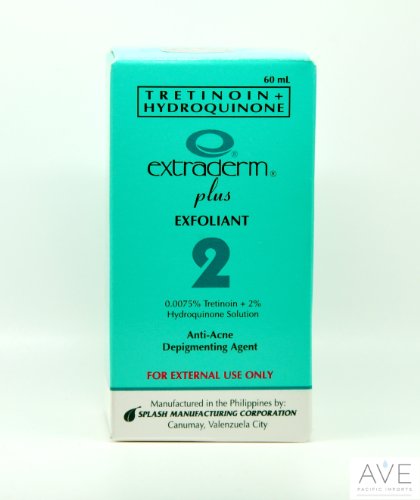 60 mL
TRETINOIN +
HYDROQUINONE
extraderm®
plus
EXFOLIANT
2
0.0075% Tretinoin + 2%
Hydroquinone Solution
Anti-Acne
Depigmenting Agent
FOR EXTERNAL USE ONLY
Manufactured in the Philippines by:
SPLASH MANUFACTURING CORPORATION
Canumay, Valenzuela City
AVE
PACIFIC IMPORTS